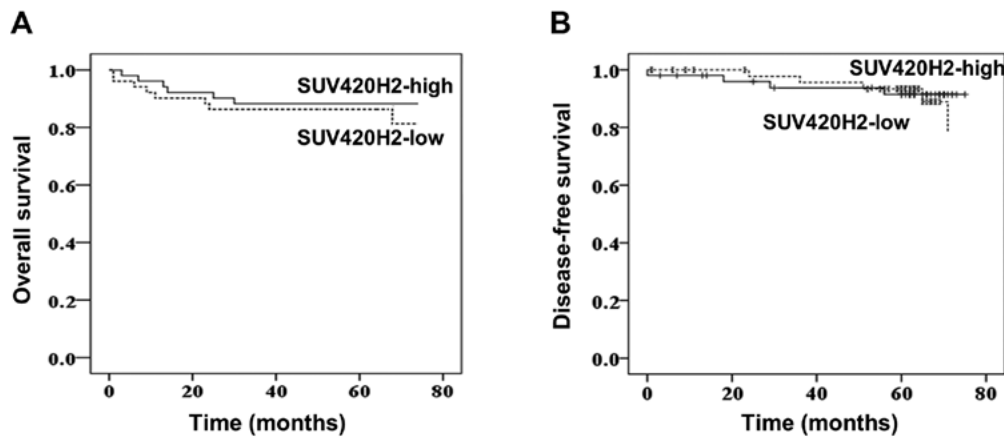 A
Overall survival
1.0
0.8
0.6
0.4
0.2
0.0
SUV420H2-high
SUV420H2-low
0 20 40 60 80
Time (months)
B
Disease-free survival
1.0
0.8
0.6
0.4
0.2
0.0
SUV420H2-high
SUV420H2-low
0 20 40 60 80
Time (months)